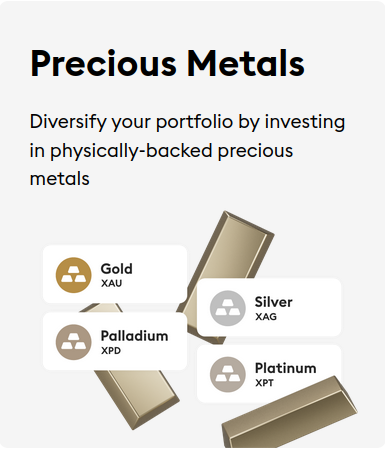 Precious Metals
Diversify your portfolio by investing
in physically-backed precious
metals
Gold
XAU
Silver
XAG
Palladium
XPD
Platinum
XPT